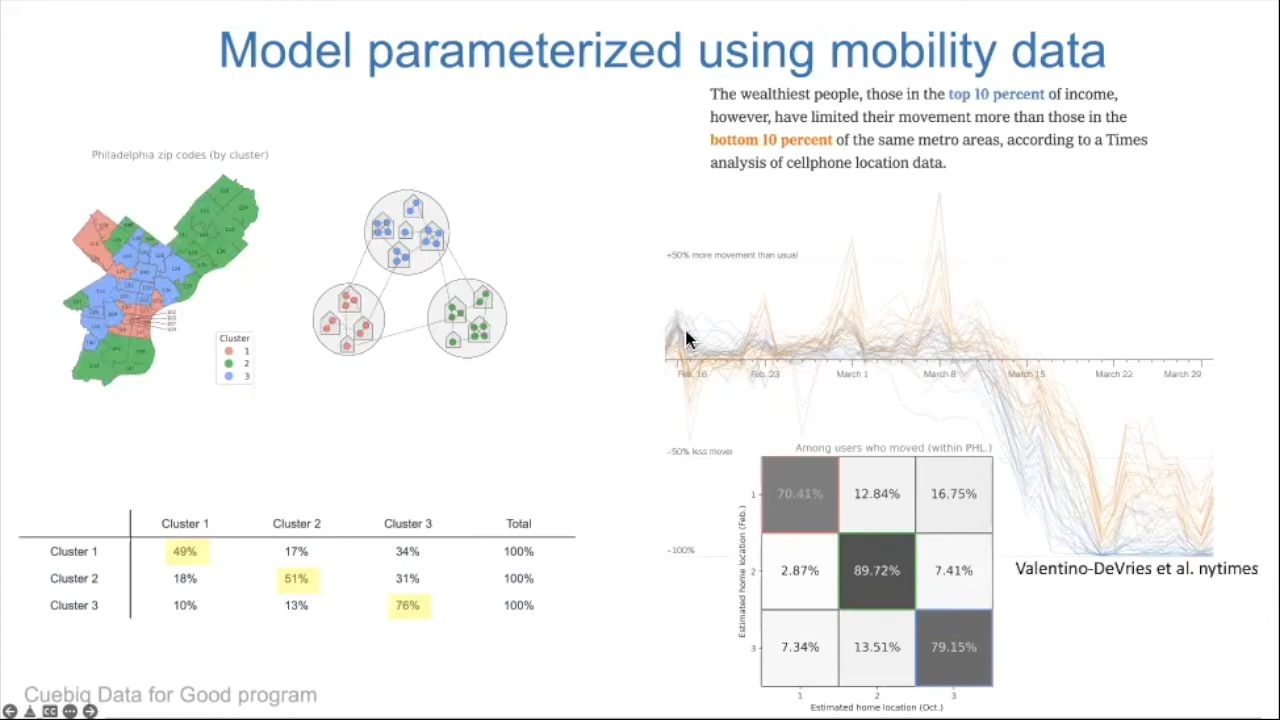 Model parameterized using mobility data
The wealthiest people, those in the top 10 percent of income,
however, have limited their movement more than those in the
bottom 10 percent of the same metro areas, according to a Times
analysis of cellphone location data.
Philadelphia zip codes (by cluster)
Cluster
1
2
3
+50% more movement than usual
Feb. 16 Feb. 23 March 1 March 8 March 15 March 22 March 29
-50% less move
-100%
Among users who moved (within PHL.)
1 70.41% 12.84% 16.75%
2 2.87% 89.72% 7.41%
3 7.34% 13.51% 79.15%
1 2 3
Estimated home location (Feb.)
Estimated home location (Oct.)
Valentino-DeVries et al. nytimes
Cluster 1 Cluster 2 Cluster 3 Total
Cluster 1 49% 17% 34% 100%
Cluster 2 18% 51% 31% 100%
Cluster 3 10% 13% 76% 100%
Cuebiq Data for Good program
CC